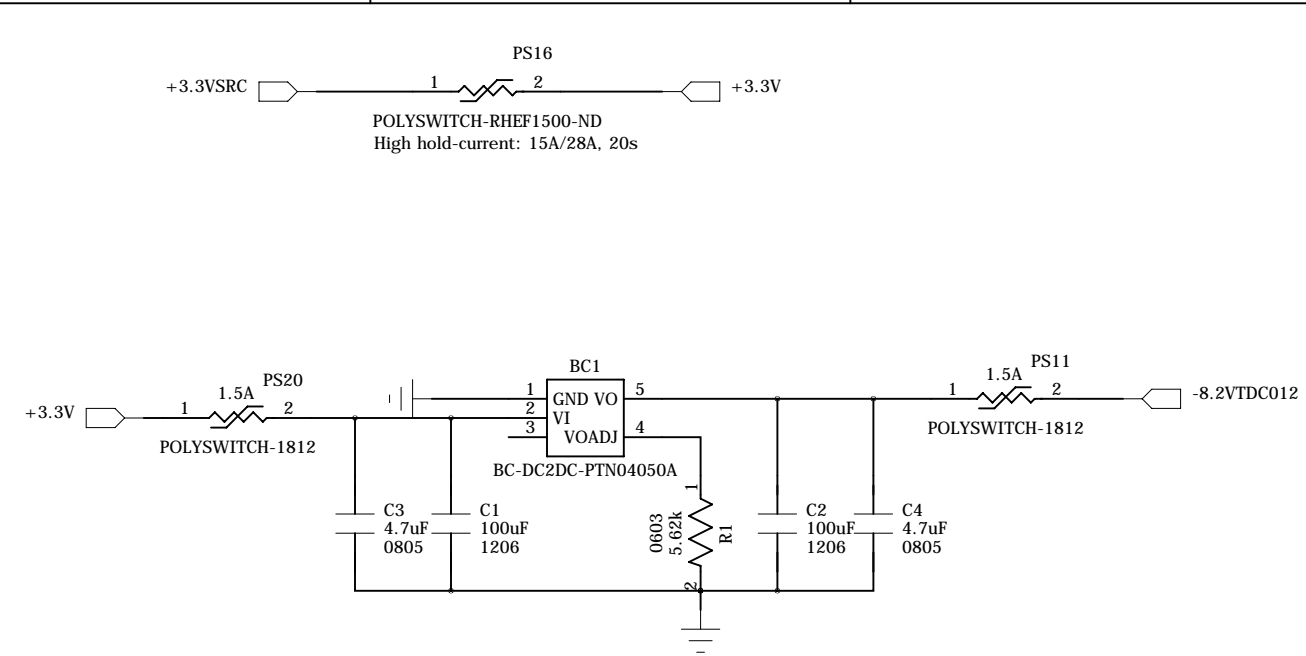 PS16
+3.3VSRC
1
2
+3.3V
POLYSWITCH-RHEF1500-ND
High hold-current: 15A/28A, 20s
BC1
PS11
PS20
1.5A
1.5A
+3.3V
1
2
POLYSWITCH-1812
1
GND VO
5
2
VI
3
VOADJ
4
BC-DC2DC-PTN04050A
1
2
-8.2VTDC012
POLYSWITCH-1812
C3
4.7uF
0805
C1
100uF
1206
1
0603
5.62k
R1
2
C2
100uF
1206
C4
4.7uF
0805